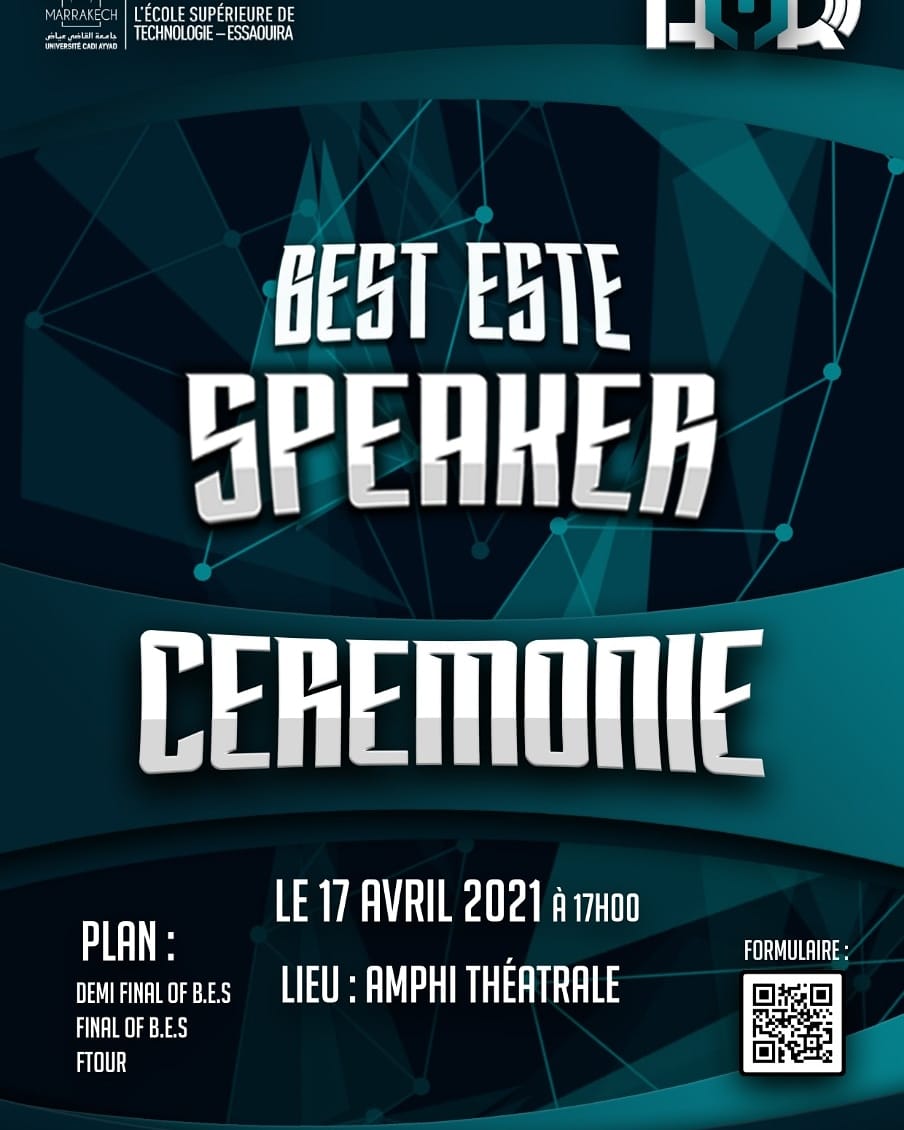 MARRAKECH
جامعة القاضي عياض
UNIVERSITÉ CADI AYYAD
L'ÉCOLE SUPÉRIEURE DE
TECHNOLOGIE – ESSAOUIRA
BEST ESTE
SPEAKER
CEREMONIE
LE 17 AVRIL 2021 À 17H00
LIEU : AMPHI THÉATRALE
PLAN :
DEMI FINAL OF B.E.S
FINAL OF B.E.S
FTOUR
FORMULAIRE :